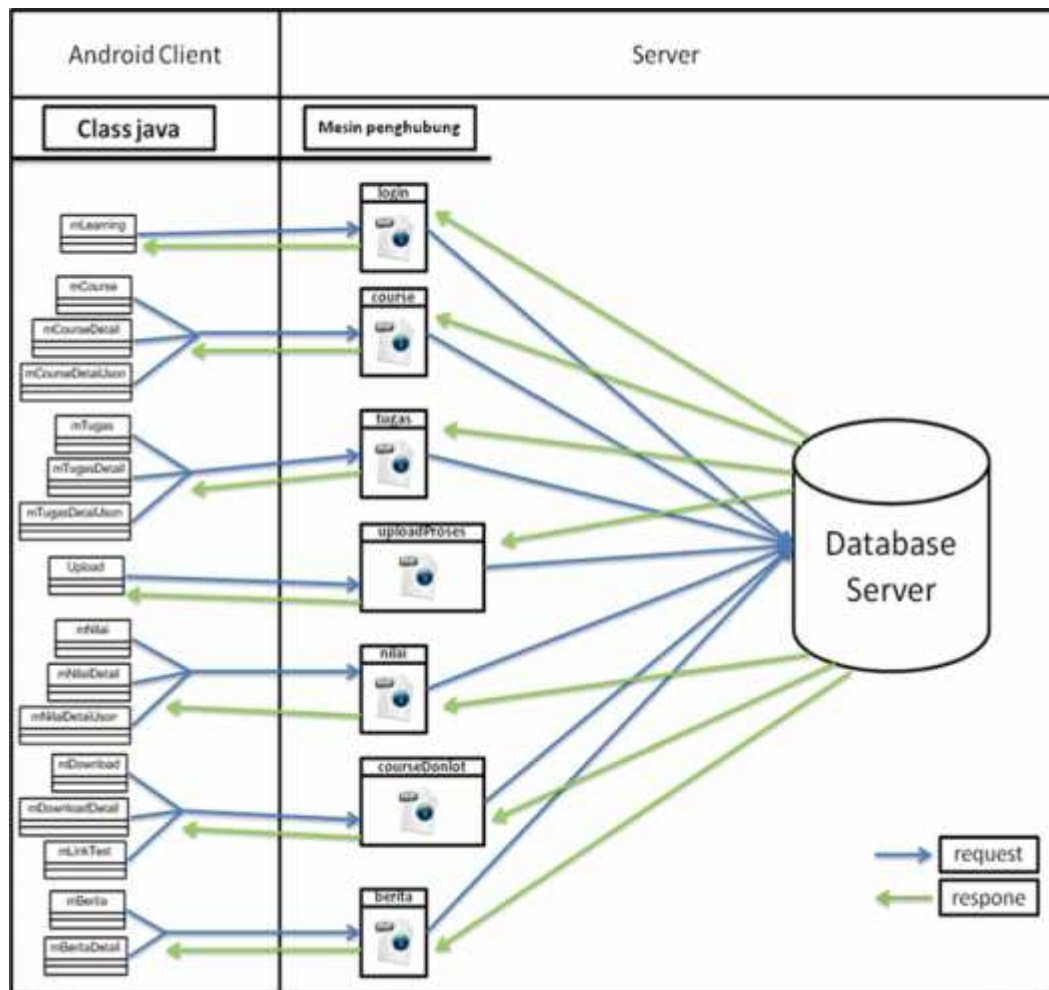 Android Client
Server
Class java
Mesin penghubung
login
mLearning
mCourse
course
mCourseDetail
mCourseDetailJson
mTugas
tugas
mTugasDetail
mTugasDetailJson
uploadProses
Upload
Database
Server
mNilai
nilai
mNilaiDetail
mNilaiDetailJson
mDownload
courseDonlot
mDownloadDetail
mLinkTest
request
mBerita
berita
respone
mBeritaDetail